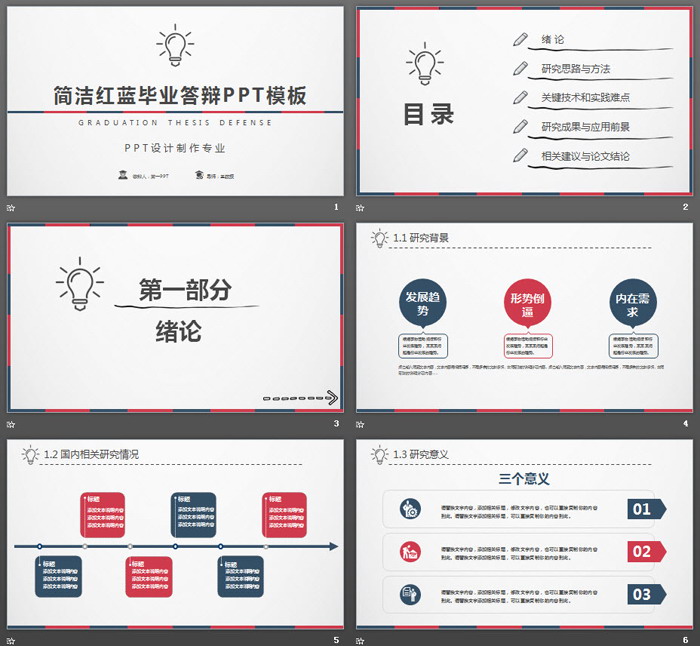 简洁红蓝毕业答辩PPT模板
GRADUATION THESIS DEFENSE
PPT设计制作专业
1
目录
绪 论
研究思路与方法
关键技术和实践难点
研究成果与应用前景
相关建议与论文结论
2
第一部分
绪论
3
1.1 研究背景
发展趋
势
形势倒
逼
内在需
求
4
1.2 国内相关研究情况
标题
添加文本说明内容
添加文本说明内容
添加文本说明内容
标题
添加文本说明内容
添加文本说明内容
添加文本说明内容
标题
添加文本说明内容
添加文本说明内容
添加文本说明内容
标题
添加文本说明内容
添加文本说明内容
添加文本说明内容
标题
添加文本说明内容
添加文本说明内容
添加文本说明内容
标题
添加文本说明内容
添加文本说明内容
添加文本说明内容
5
1.3 研究意义
三个意义
请替换文字内容，添加相关标题，修改文字内容，也可以直接复制你的内容
到此。请替换文字添加相关标题，可以直接复制你的内容到此。
01
请替换文字内容，添加相关标题，修改文字内容，也可以直接复制你的内容
到此。请替换文字添加相关标题，可以直接复制你的内容到此。
02
请替换文字内容，添加相关标题，修改文字内容，也可以直接复制你的内容
到此。请替换文字添加相关标题，可以直接复制你的内容到此。
03
6